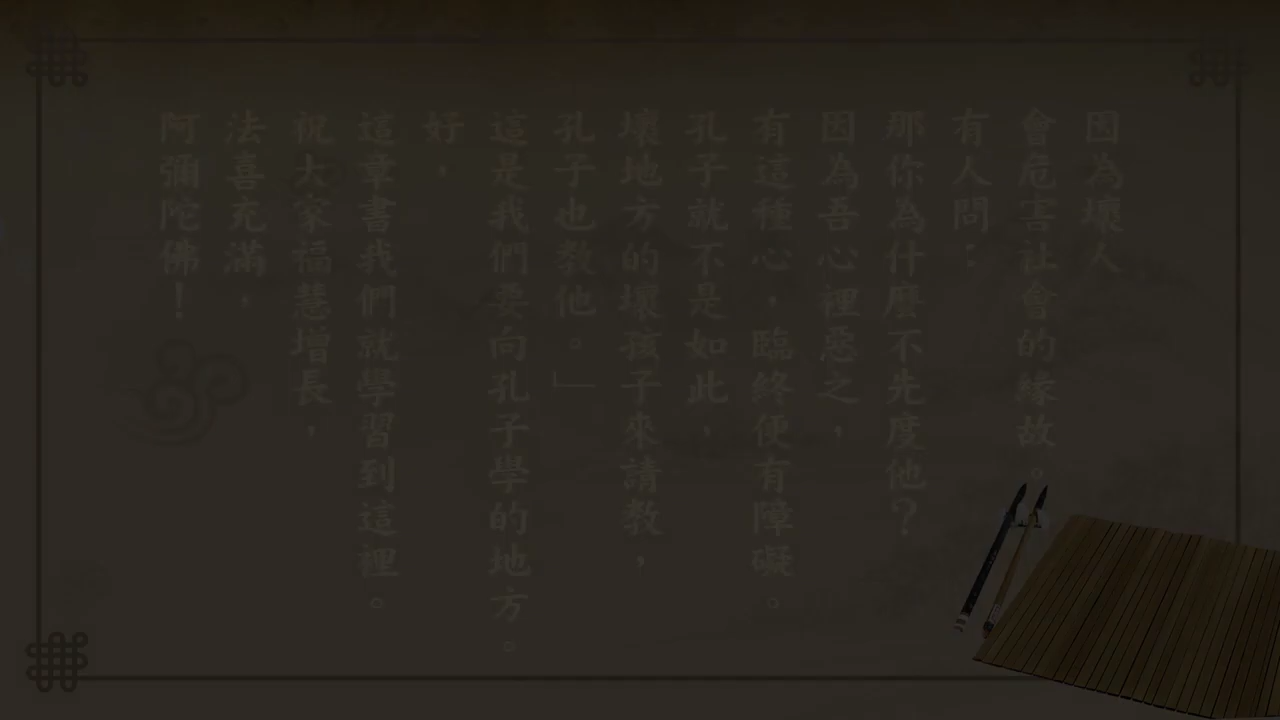 因為壞人
會危害社會的緣故。
有人問：
那你為什麼不先度他？
因為吾心裡惡之，
有這種心，臨終便有障礙。
孔子就不是如此，
壞地方的壞孩子來請教，
孔子也教他。」
這是我們要向孔子學的地方。
好，
這章書我們就學習到這裡。
祝大家福慧增長，
法喜充滿，
阿彌陀佛！